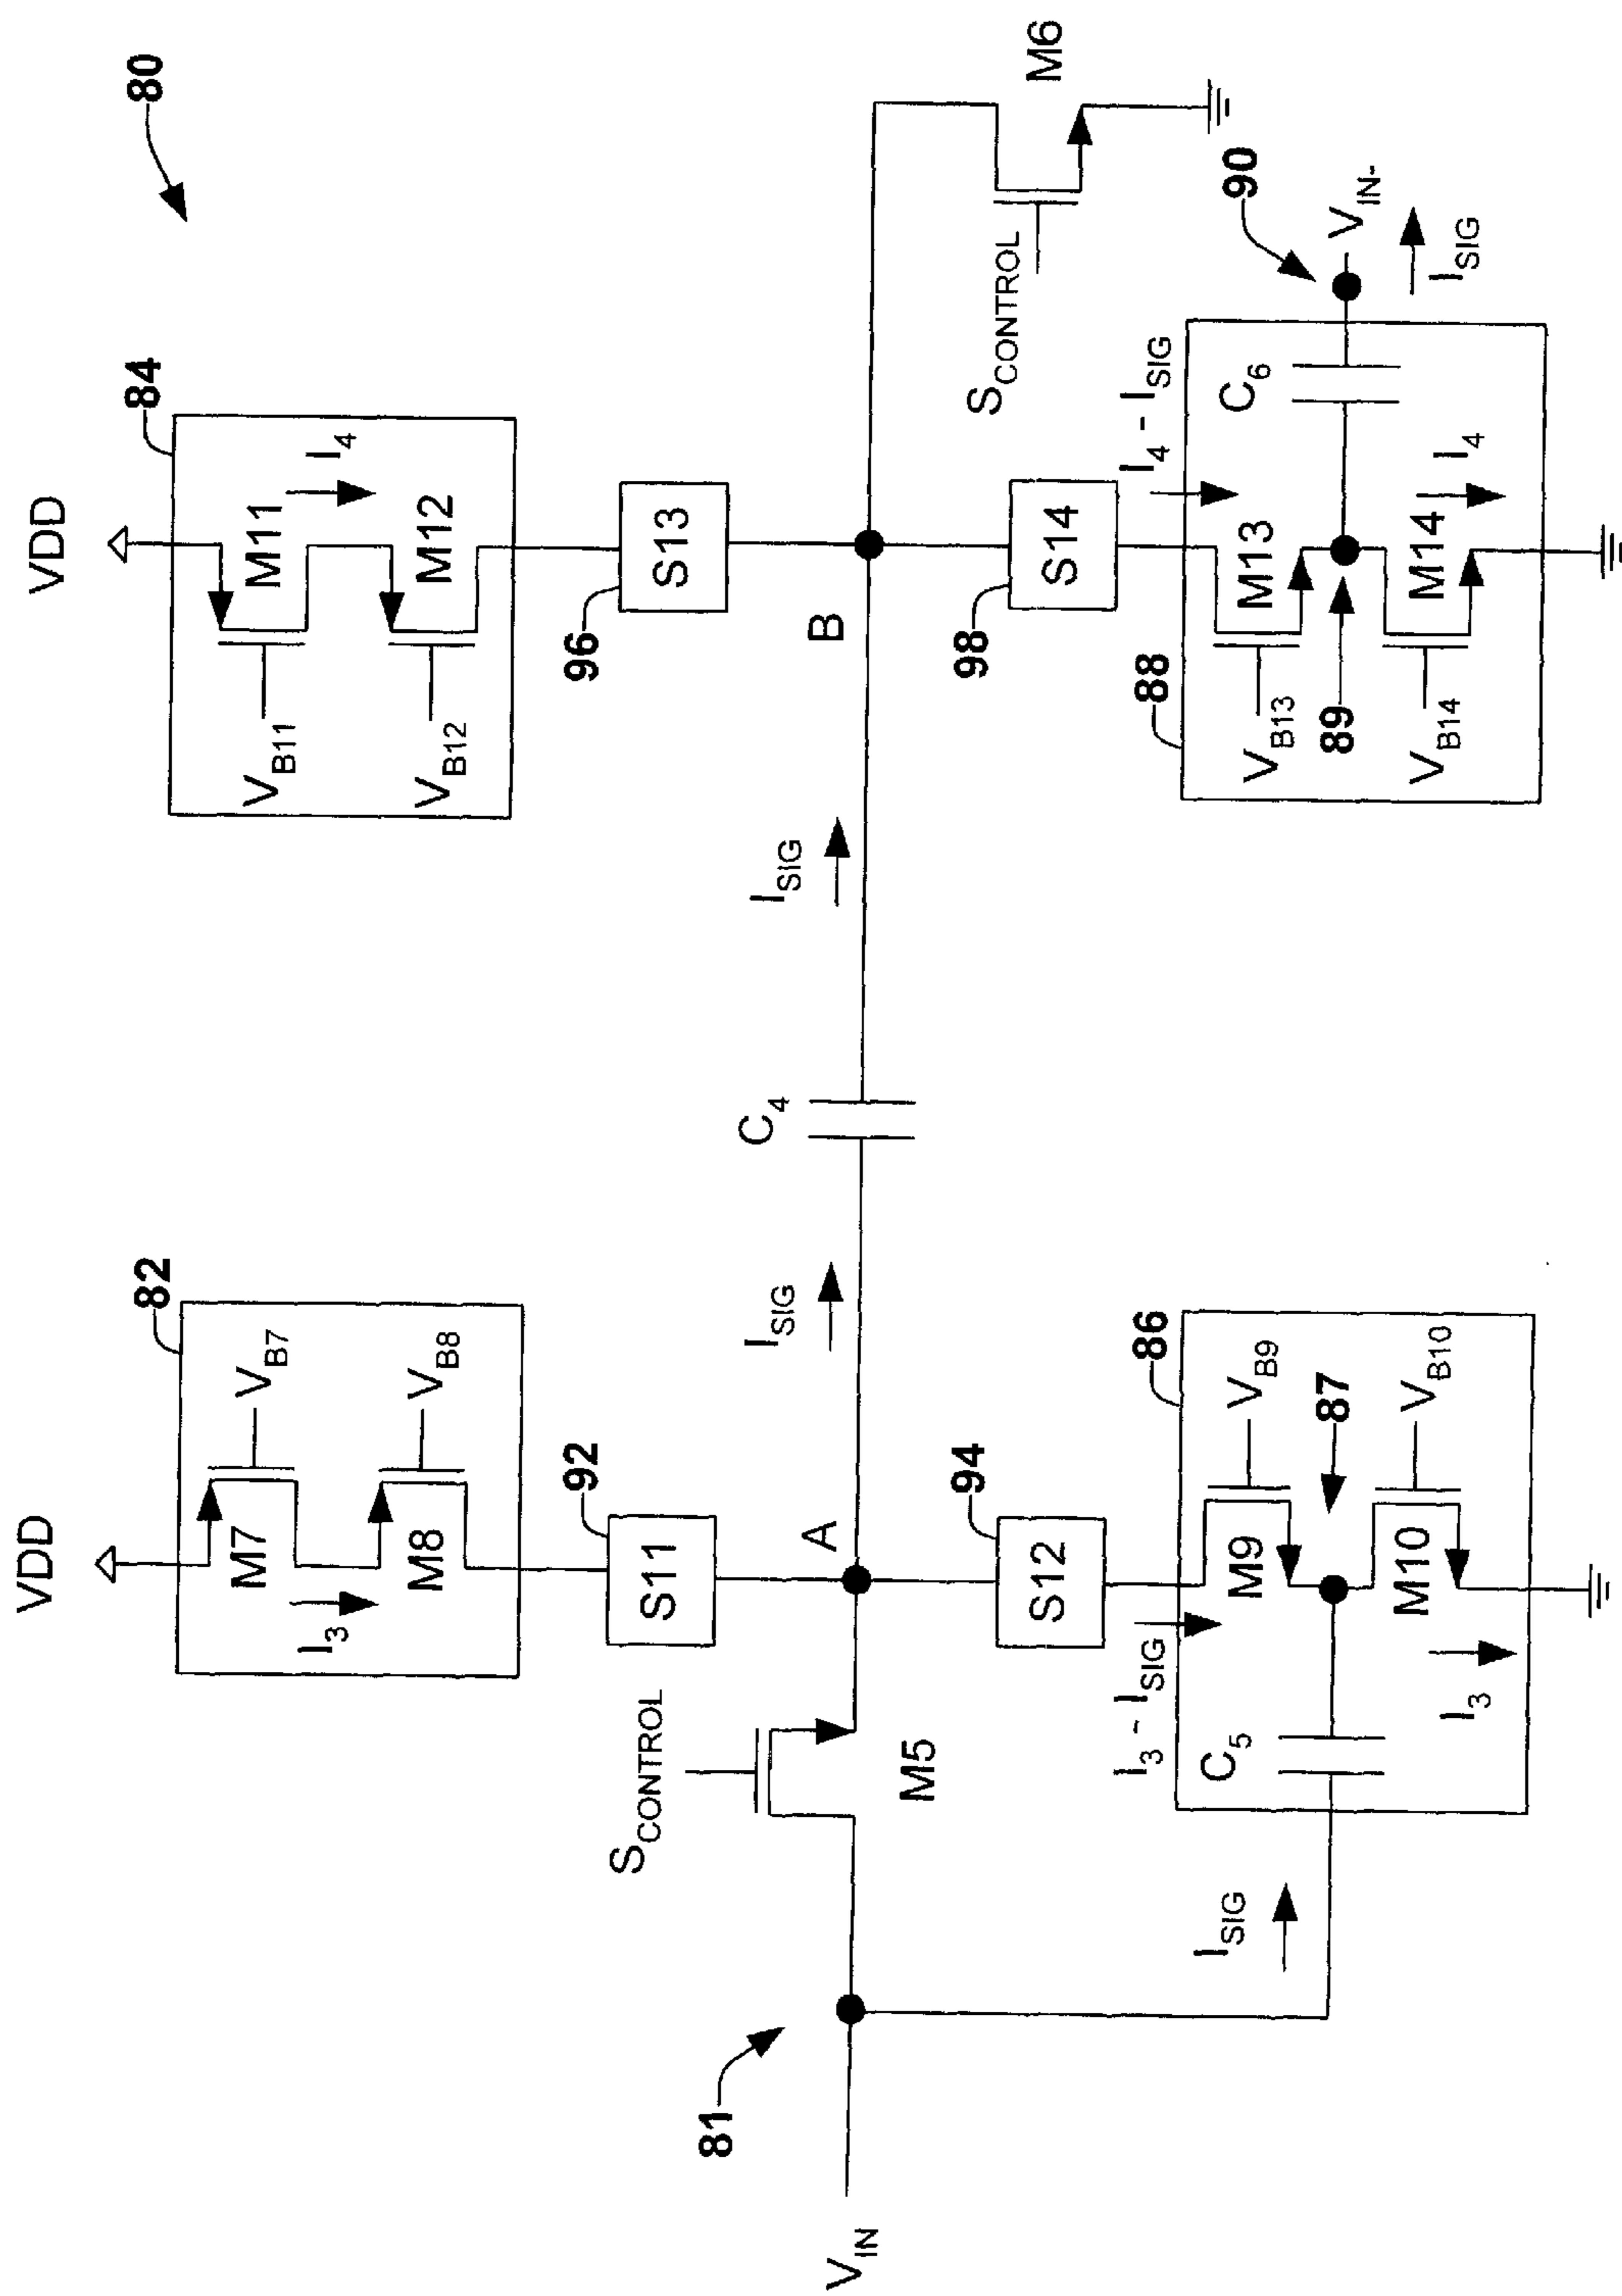 80
VDD
VDD
82
84
M7
V_B7
I_3
M8
V_B8
M11
I_4
V_B11
M12
V_B12
92
S11
96
S13
S_CONTROL
M5
A
I_SIG
C_4
I_SIG
B
M6
S_CONTROL
81
V_IN
94
S12
98
S14
I_3 - I_SIG
86
M9
V_B9
87
C_5
M10
V_B10
I_3
I_SIG
88
I_4 - I_SIG
M13
V_B13
89
C_6
90
V_IN-
I_SIG
M14
V_B14
I_4